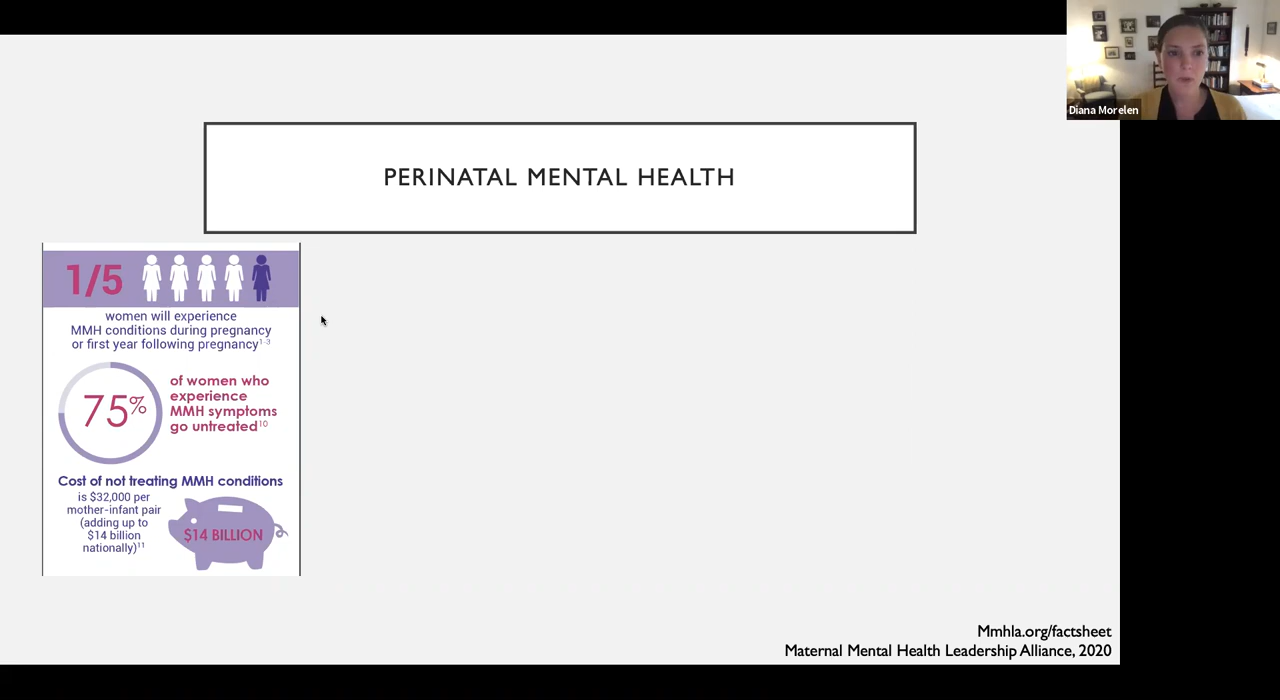 Diana Morelen
PERINATAL MENTAL HEALTH
1/5
women will experience
MMH conditions during pregnancy
or first year following pregnancy1-3
75%
of women who
experience
MMH symptoms
go untreated10
Cost of not treating MMH conditions
is $32,000 per
mother-infant pair
(adding up to
$14 billion
nationally)11
$14 BILLION
Mmhla.org/factsheet
Maternal Mental Health Leadership Alliance, 2020